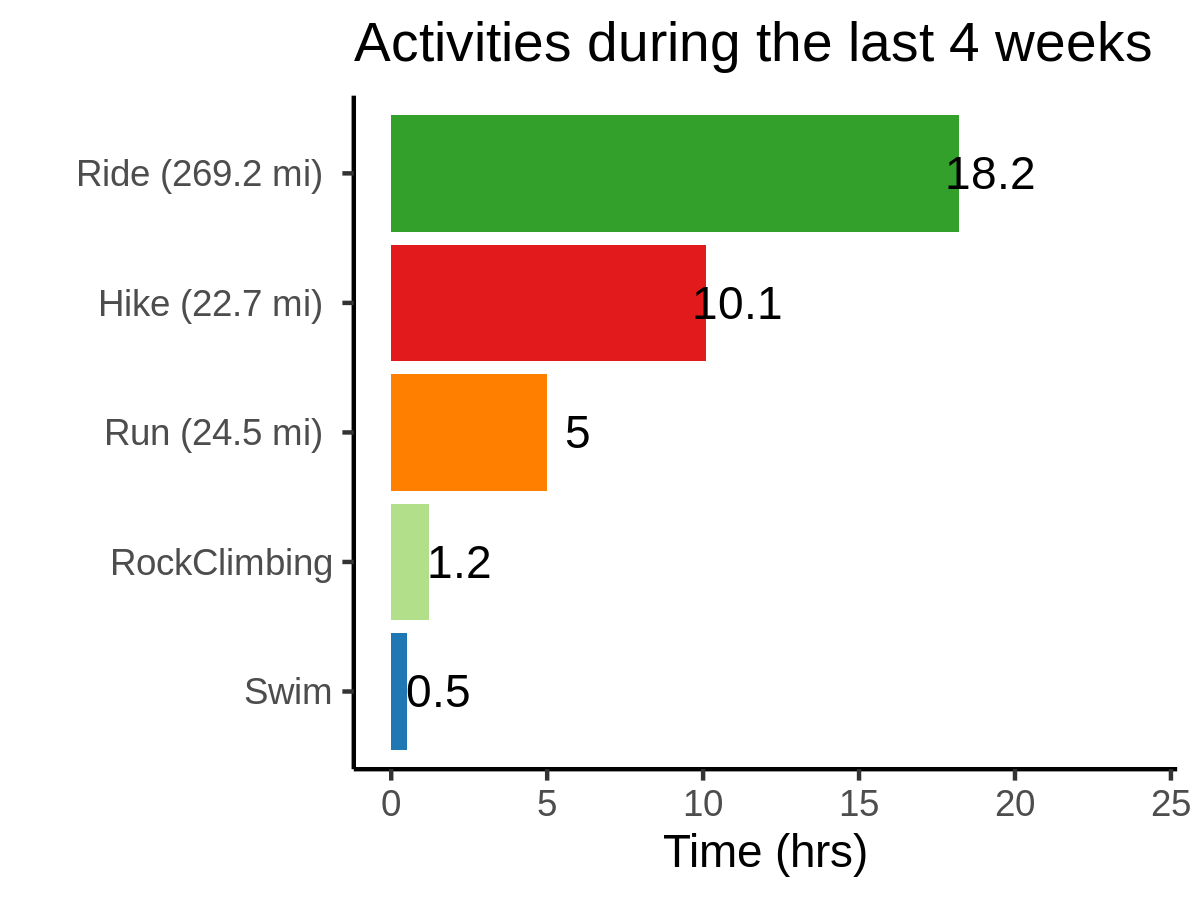 Activities during the last 4 weeks
Ride (269.2 mi) 18.2
Hike (22.7 mi) 10.1
Run (24.5 mi) 5
RockClimbing 1.2
Swim 0.5
0 5 10 15 20 25
Time (hrs)